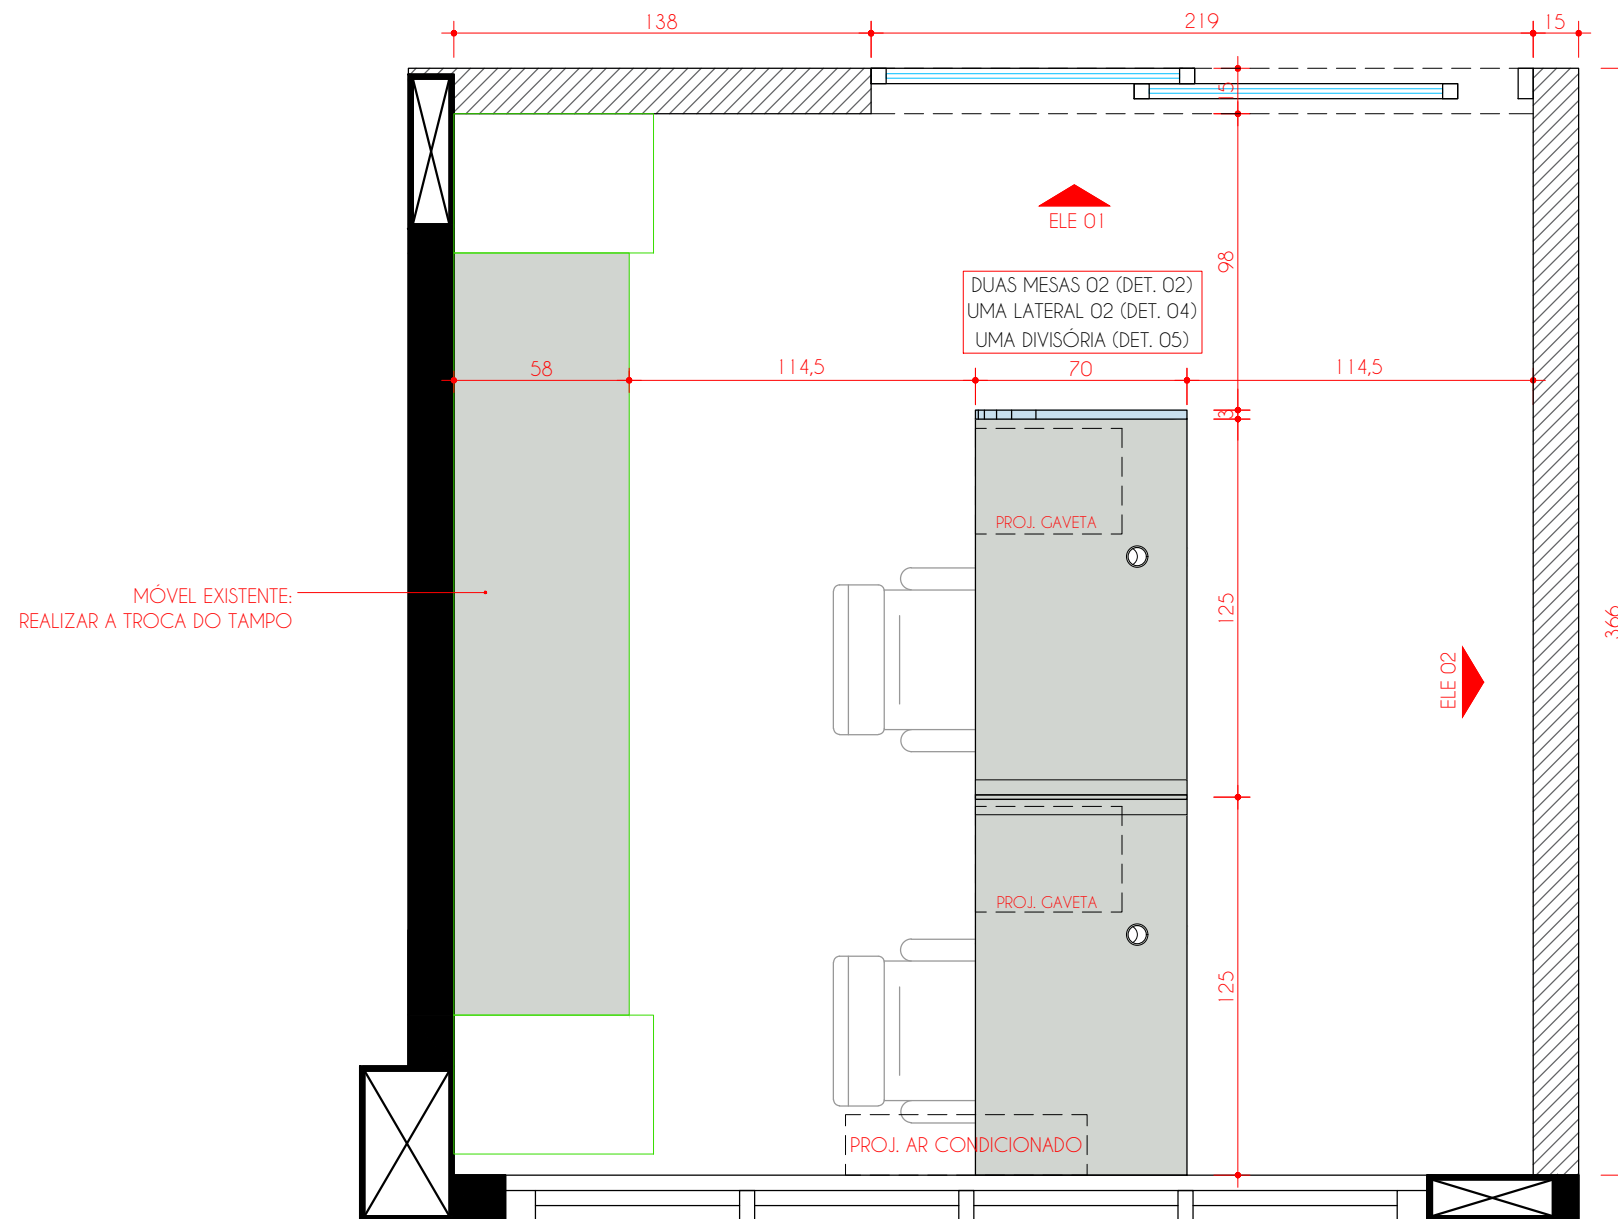 138
219
15
15
ELE 01
98
DUAS MESAS 02 (DET. 02)
UMA LATERAL 02 (DET. 04)
UMA DIVISÓRIA (DET. 05)
58
114,5
70
114,5
3
PROJ. GAVETA
MÓVEL EXISTENTE:
REALIZAR A TROCA DO TAMPO
125
366
ELE 02
PROJ. GAVETA
125
PROJ. AR CONDICIONADO